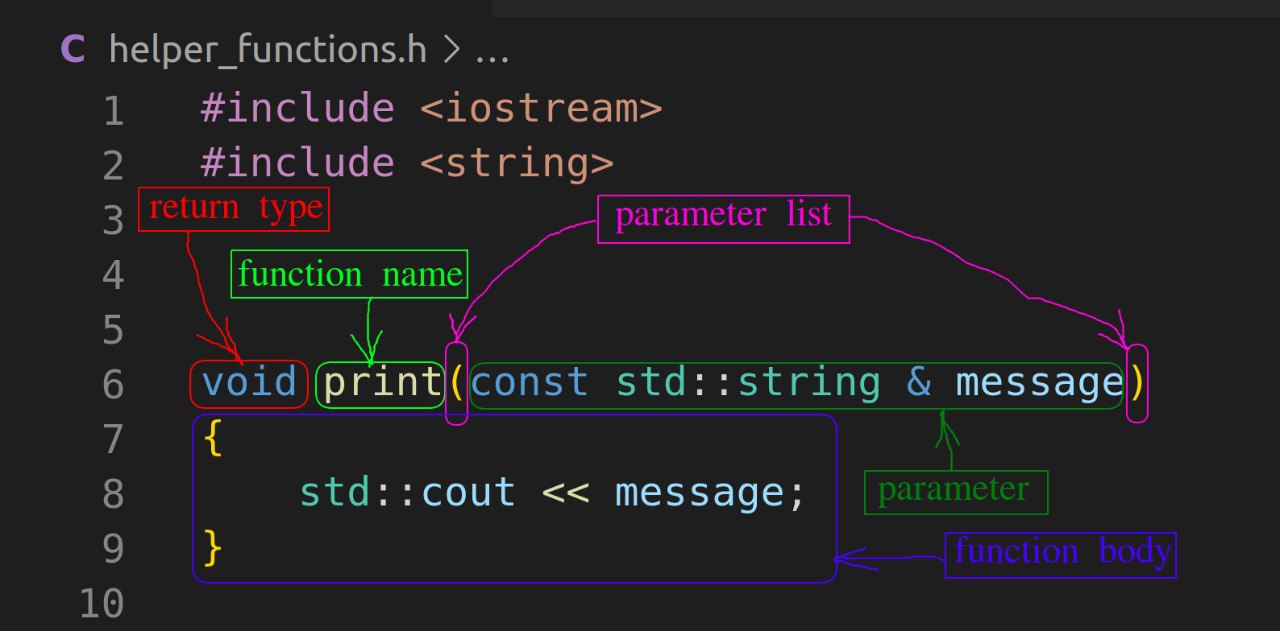 C helper_functions.h > ...
1 #include <iostream>
2 #include <string>
return type
3
parameter list
function name
4
5
6 void print(const std::string & message)
7 {
8 std::cout << message;
parameter
9 }
function body
10